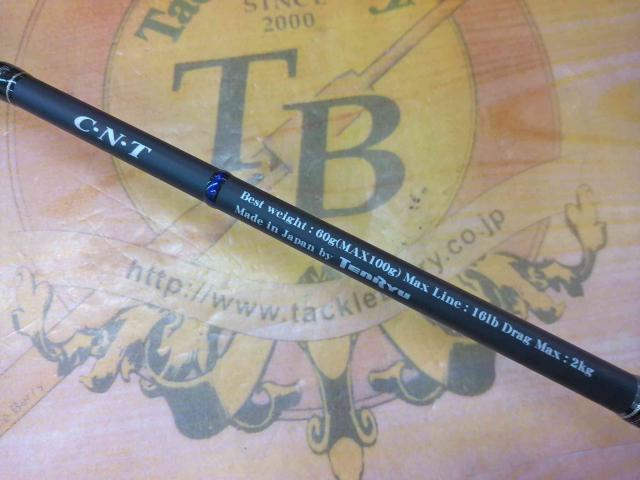 SINCE
2000
TB
C·N·T
Best weight : 60g(MAX100g) Max Line : 16lb Drag Max : 2kg
Made in Japan by TENRYU
http://www.tackleberry.co.jp
Berry